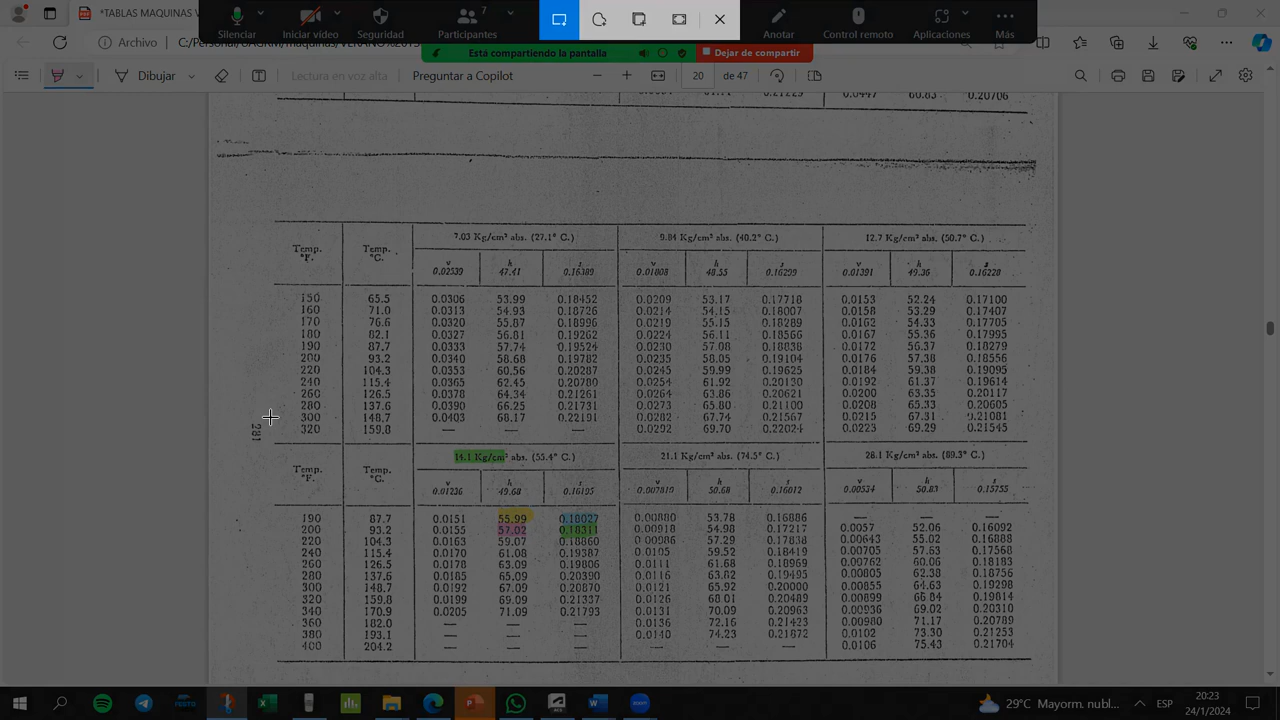 *TABLAS MAQUINAS V
Silenciar
Iniciar vídeo
Seguridad
7
Participantes
Anotar
Control remoto
Aplicaciones
Más
Está compartiendo la pantalla
Dejar de compartir
Archivo
Dibujar
Lectura en voz alta
Preguntar a Copilot
20
de 47
0.0447 60.83 0.20706
Temp. °F. Temp. °C. 7.03 Kg/cm² abs. (27.1° C.) 9.84 Kg/cm² abs. (40.2° C.) 12.7 Kg/cm² abs. (50.7° C.)
v h s v h s v h s
0.02539 47.41 0.16389 0.01808 48.55 0.16299 0.01391 49.36 0.16228
150 65.5 0.0306 53.99 0.18452 0.0209 53.17 0.17718 0.0153 52.24 0.17100
160 71.0 0.0313 54.93 0.18726 0.0214 54.15 0.18007 0.0158 53.29 0.17407
170 76.6 0.0320 55.87 0.18996 0.0219 55.15 0.18289 0.0162 54.33 0.17705
180 82.1 0.0327 56.81 0.19262 0.0224 56.11 0.18566 0.0167 55.36 0.17995
190 87.7 0.0333 57.74 0.19524 0.0230 57.08 0.18838 0.0172 56.37 0.18279
200 93.2 0.0340 58.68 0.19782 0.0235 58.05 0.19104 0.0176 57.38 0.18556
220 104.3 0.0353 60.56 0.20287 0.0245 59.99 0.19625 0.0184 59.38 0.19095
240 115.4 0.0365 62.45 0.20780 0.0254 61.92 0.20130 0.0192 61.37 0.19614
260 126.5 0.0378 64.34 0.21261 0.0264 63.86 0.20621 0.0200 63.35 0.20117
280 137.6 0.0390 66.25 0.21731 0.0273 65.80 0.21100 0.0208 65.33 0.20605
300 148.7 0.0403 68.17 0.22191 0.0282 67.74 0.21567 0.0215 67.31 0.21081
320 159.8 — — — 0.0292 69.70 0.22024 0.0223 69.29 0.21545
281
Temp. °F. Temp. °C. 14.1 Kg/cm² abs. (55.4° C.) 21.1 Kg/cm² abs. (74.5° C.) 28.1 Kg/cm² abs. (89.3° C.)
v h s v h s v h s
0.01236 49.68 0.16195 0.007819 50.68 0.16012 0.00534 50.83 0.15755
190 87.7 0.0151 55.99 0.18027 0.00880 53.78 0.16886 — — —
200 93.2 0.0155 57.02 0.18311 0.00918 54.98 0.17217 0.0057 52.06 0.16092
220 104.3 0.0163 59.07 0.18860 0.00986 57.29 0.17838 0.00643 55.02 0.16888
240 115.4 0.0170 61.08 0.19387 0.0105 59.52 0.18419 0.00705 57.63 0.17568
260 126.5 0.0178 63.09 0.19806 0.0111 61.68 0.18969 0.00762 60.06 0.18183
280 137.6 0.0185 65.09 0.20390 0.0116 63.82 0.19495 0.00805 62.38 0.18756
300 148.7 0.0192 67.09 0.20870 0.0121 65.92 0.20000 0.00855 64.63 0.19298
320 159.8 0.0199 69.09 0.21337 0.0126 68.01 0.20489 0.00899 66.84 0.19814
340 170.9 0.0205 71.09 0.21793 0.0131 70.09 0.20963 0.00936 69.02 0.20310
360 182.0 — — — 0.0136 72.16 0.21423 0.00980 71.17 0.20789
380 193.1 — — — 0.0140 74.23 0.21872 0.0102 73.30 0.21253
400 204.2 — — — — — — 0.0106 75.43 0.21704
29°C Mayorm. nubl...
ESP
20:23
24/1/2024